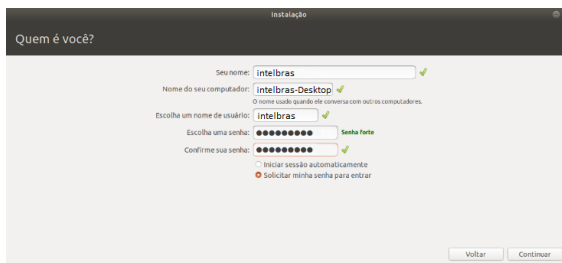 Instalação
Quem é você?
Seu nome: intelbras
Nome do seu computador: intelbras-Desktop
O nome usado quando ele conversa com outros computadores.
Escolha um nome de usuário: intelbras
Escolha uma senha: ●●●●●●●●● Senha forte
Confirme sua senha: ●●●●●●●●●
Iniciar sessão automaticamente
Solicitar minha senha para entrar
Voltar Continuar